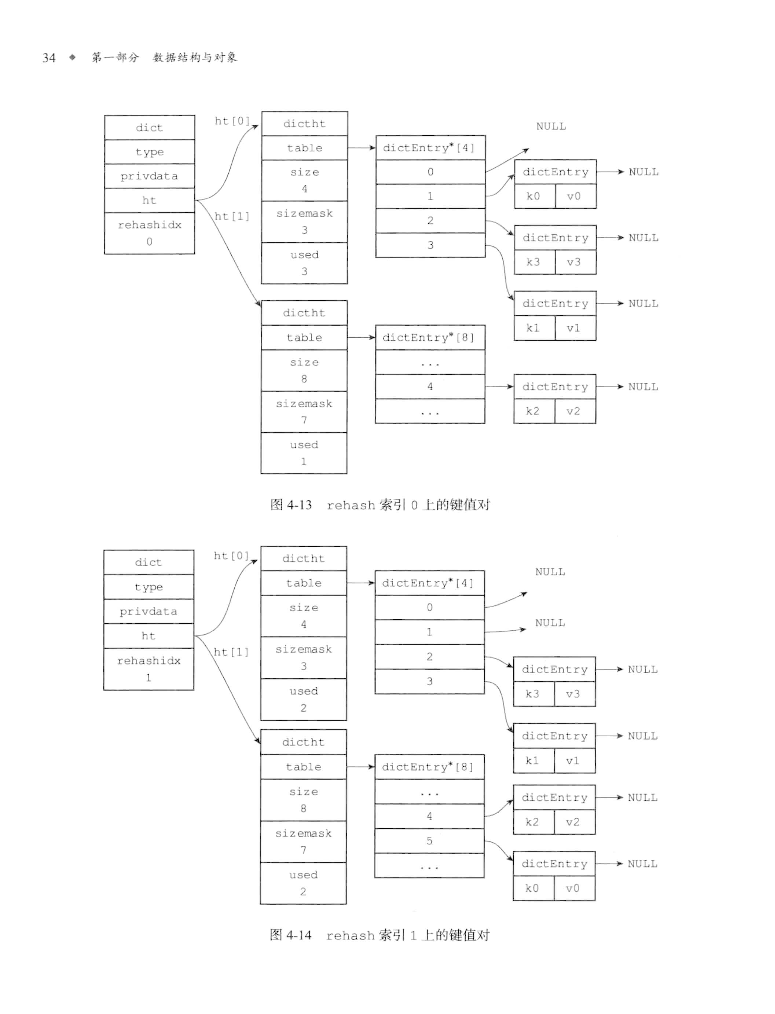 34 ◆ 第一部分 数据结构与对象
dict
type
privdata
ht
rehashidx
0
ht[0]
ht[1]
dictht
table
size
4
sizemask
3
used
3
dictEntry*[4]
0
1
2
3
NULL
dictEntry
k0 v0
NULL
dictEntry
k3 v3
NULL
dictEntry
k1 v1
NULL
dictht
table
size
8
sizemask
7
used
1
dictEntry*[8]
...
4
...
dictEntry
k2 v2
NULL
图 4-13 rehash 索引 0 上的键值对
dict
type
privdata
ht
rehashidx
1
ht[0]
ht[1]
dictht
table
size
4
sizemask
3
used
2
dictEntry*[4]
0
1
2
3
NULL
NULL
dictEntry
k3 v3
NULL
dictEntry
k1 v1
NULL
dictht
table
size
8
sizemask
7
used
2
dictEntry*[8]
...
4
5
...
dictEntry
k2 v2
NULL
dictEntry
k0 v0
NULL
图 4-14 rehash 索引 1 上的键值对